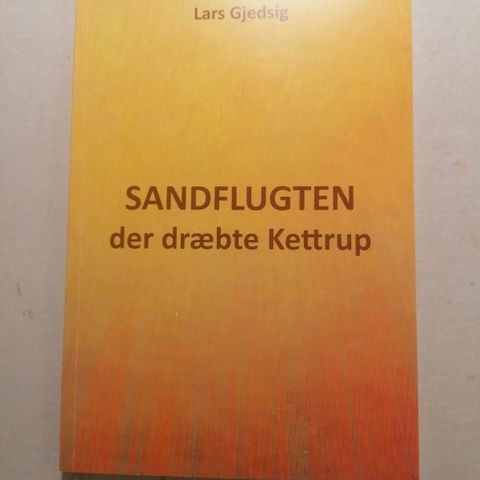 Lars Gjedsig
SANDFLUGTEN
der dræbte Kettrup